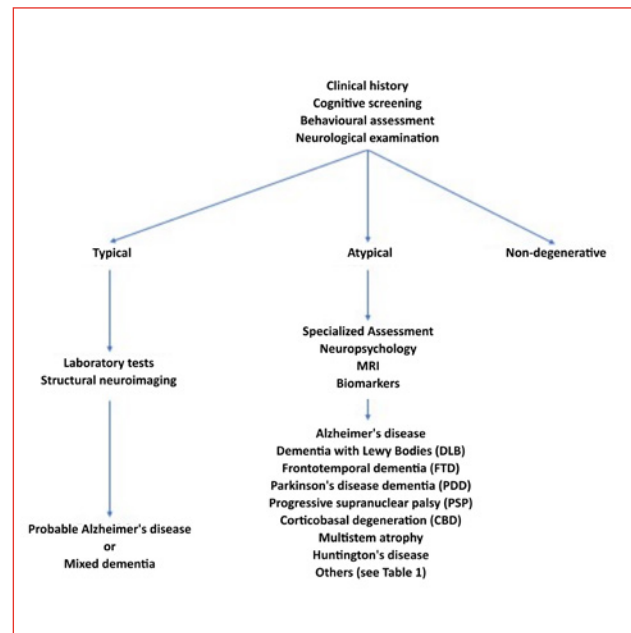 Clinical history
Cognitive screening
Behavioural assessment
Neurological examination
Typical
Atypical
Non-degenerative
Laboratory tests
Structural neuroimaging
Specialized Assessment
Neuropsychology
MRI
Biomarkers
Probable Alzheimer's disease
or
Mixed dementia
Alzheimer's disease
Dementia with Lewy Bodies (DLB)
Frontotemporal dementia (FTD)
Parkinson's disease dementia (PDD)
Progressive supranuclear palsy (PSP)
Corticobasal degeneration (CBD)
Multistem atrophy
Huntington's disease
Others (see Table 1)